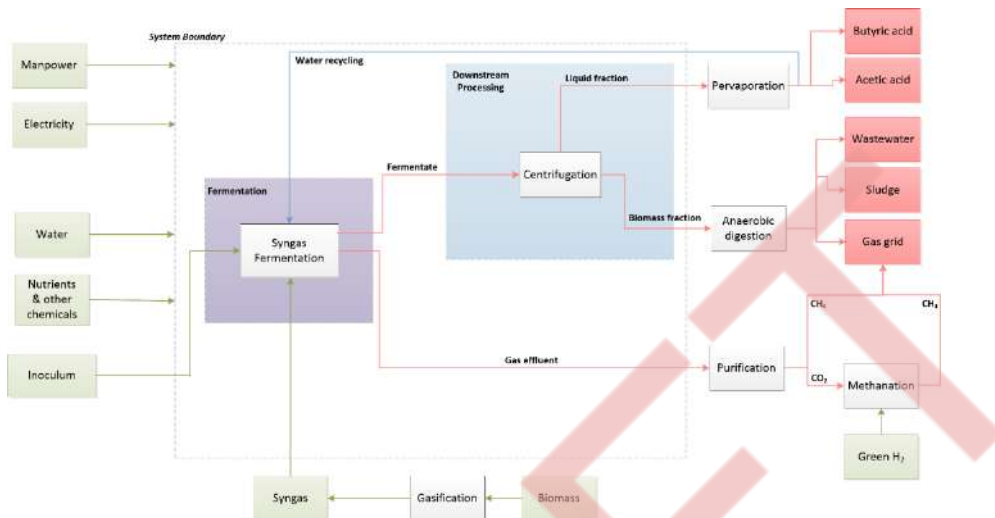 System Boundary
Manpower
Electricity
Water
Nutrients
& other
chemicals
Inoculum
Water recycling
Downstream
Processing
Liquid fraction
Pervaporation
Butyric acid
Acetic acid
Fermentate
Centrifugation
Fermentation
Syngas
Fermentation
Biomass fraction
Anaerobic
digestion
Wastewater
Sludge
Gas grid
CH₄
CH₄
Gas effluent
Purification
CO₂
Methanation
Green H₂
Syngas
Gasification
Biomass